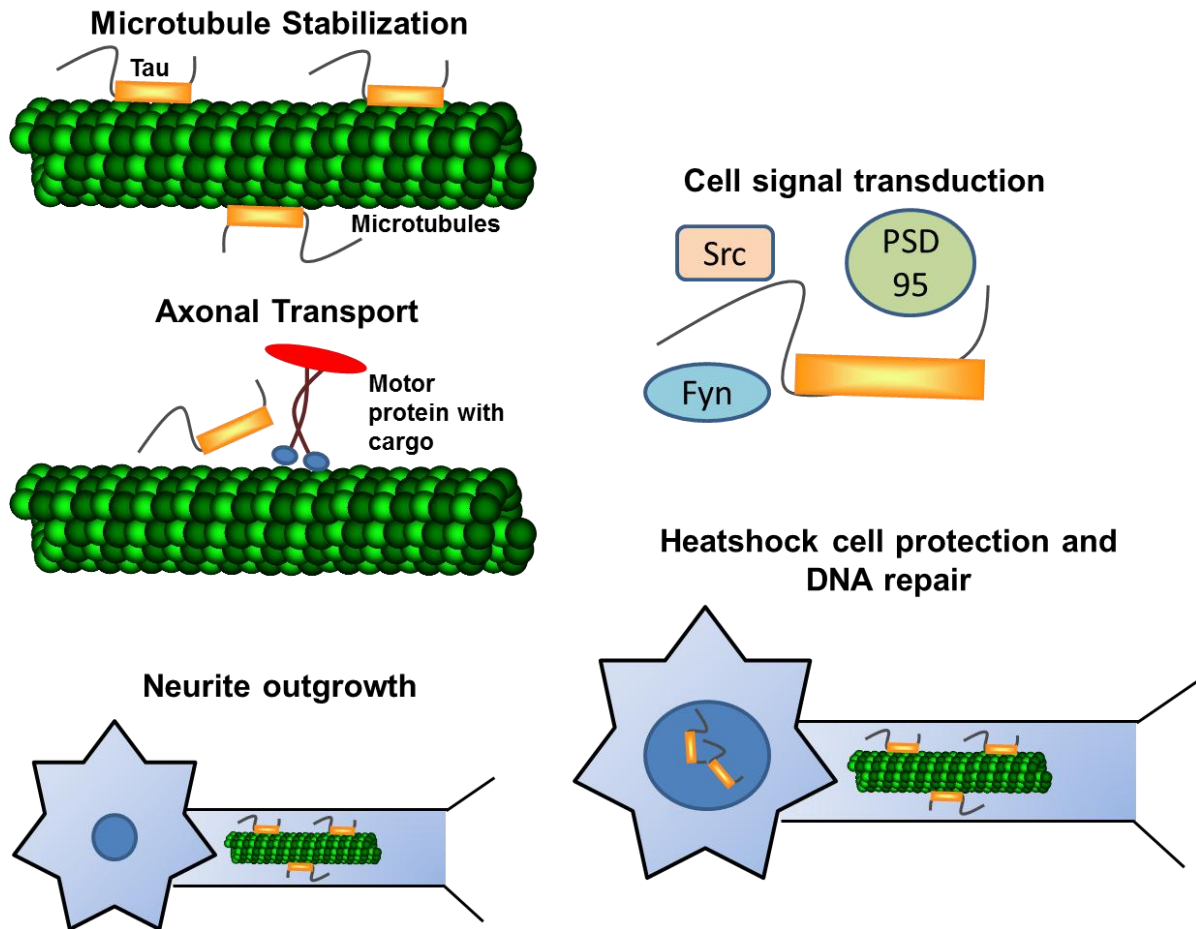 Microtubule Stabilization
Tau
Microtubules
Axonal Transport
Motor
protein with
cargo
Neurite outgrowth
Cell signal transduction
Src
PSD
95
Fyn
Heatshock cell protection and
DNA repair